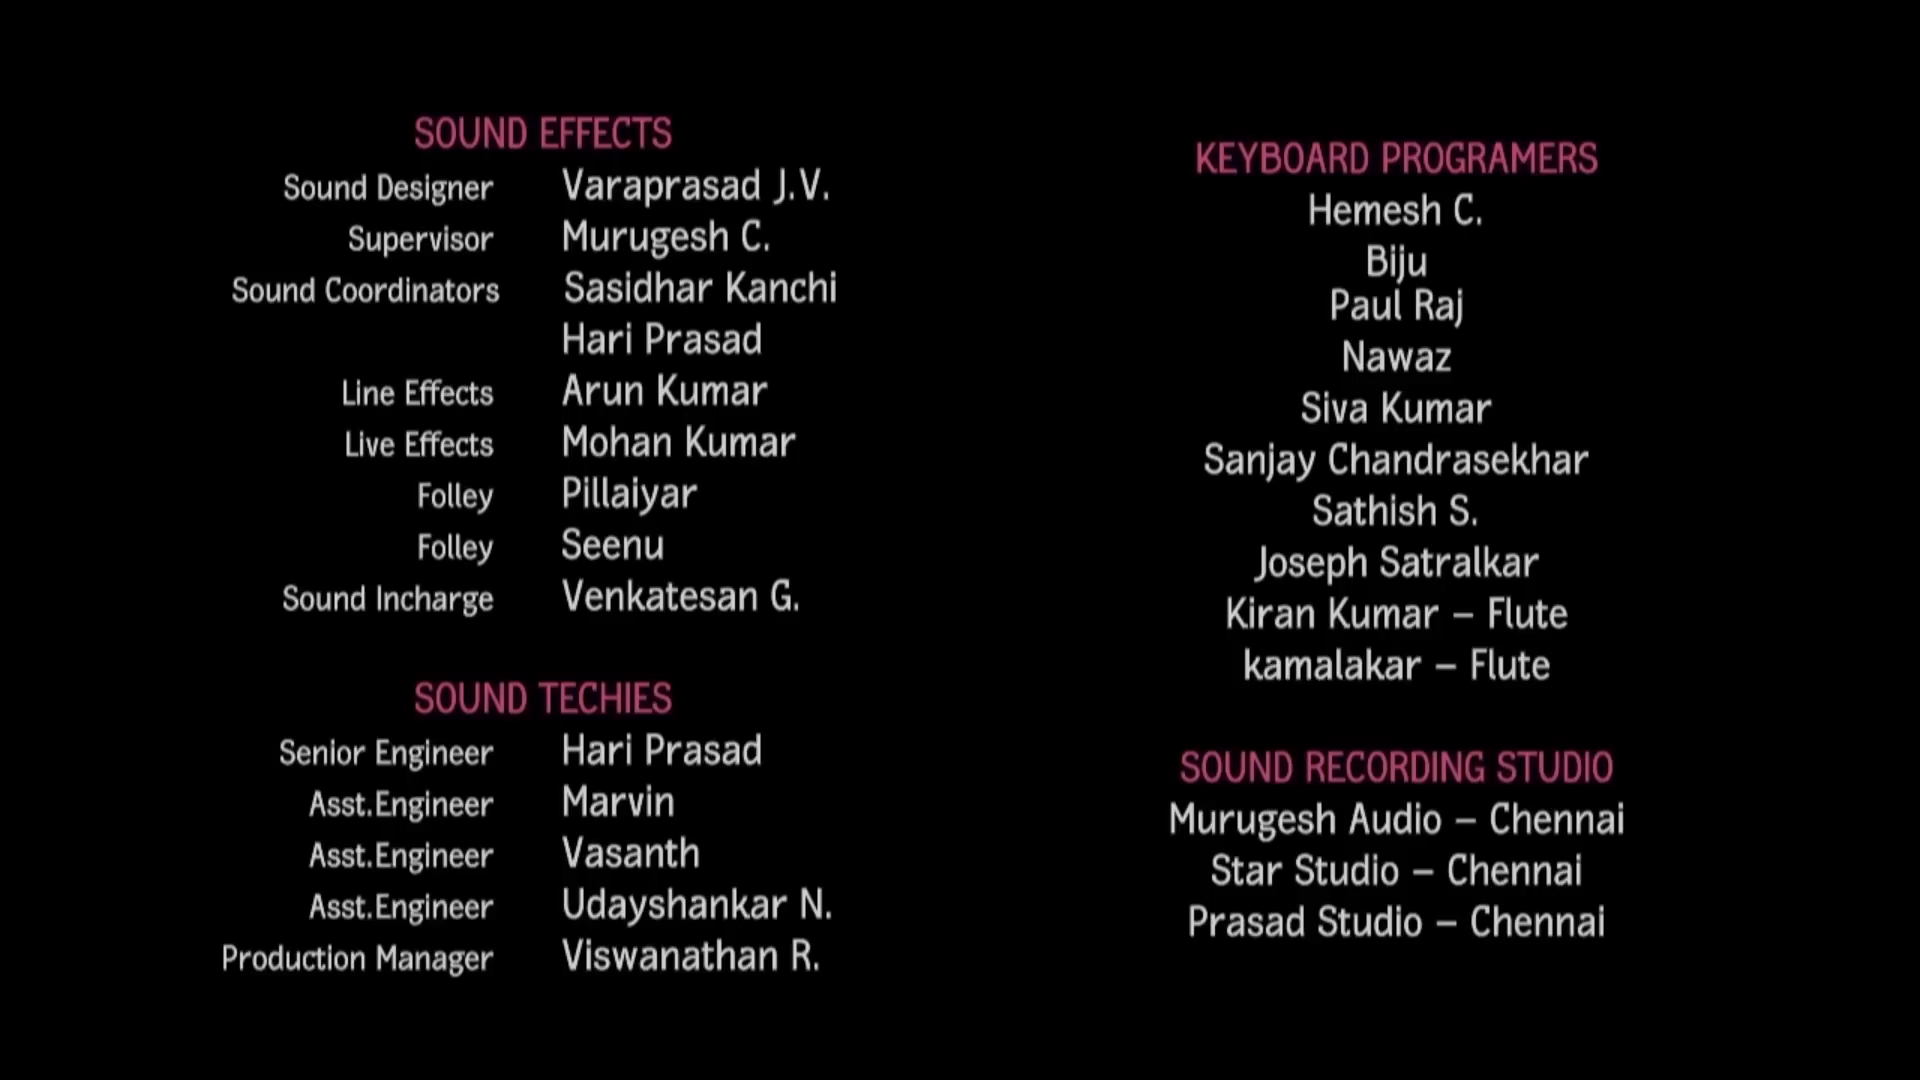 SOUND EFFECTS
Sound Designer Varaprasad J.V.
Supervisor Murugesh C.
Sound Coordinators Sasidhar Kanchi
Hari Prasad
Line Effects Arun Kumar
Live Effects Mohan Kumar
Folley Pillaiyar
Folley Seenu
Sound Incharge Venkatesan G.
SOUND TECHIES
Senior Engineer Hari Prasad
Asst.Engineer Marvin
Asst.Engineer Vasanth
Asst.Engineer Udayshankar N.
Production Manager Viswanathan R.
KEYBOARD PROGRAMERS
Hemesh C.
Biju
Paul Raj
Nawaz
Siva Kumar
Sanjay Chandrasekhar
Sathish S.
Joseph Satralkar
Kiran Kumar – Flute
kamalakar – Flute
SOUND RECORDING STUDIO
Murugesh Audio – Chennai
Star Studio – Chennai
Prasad Studio – Chennai